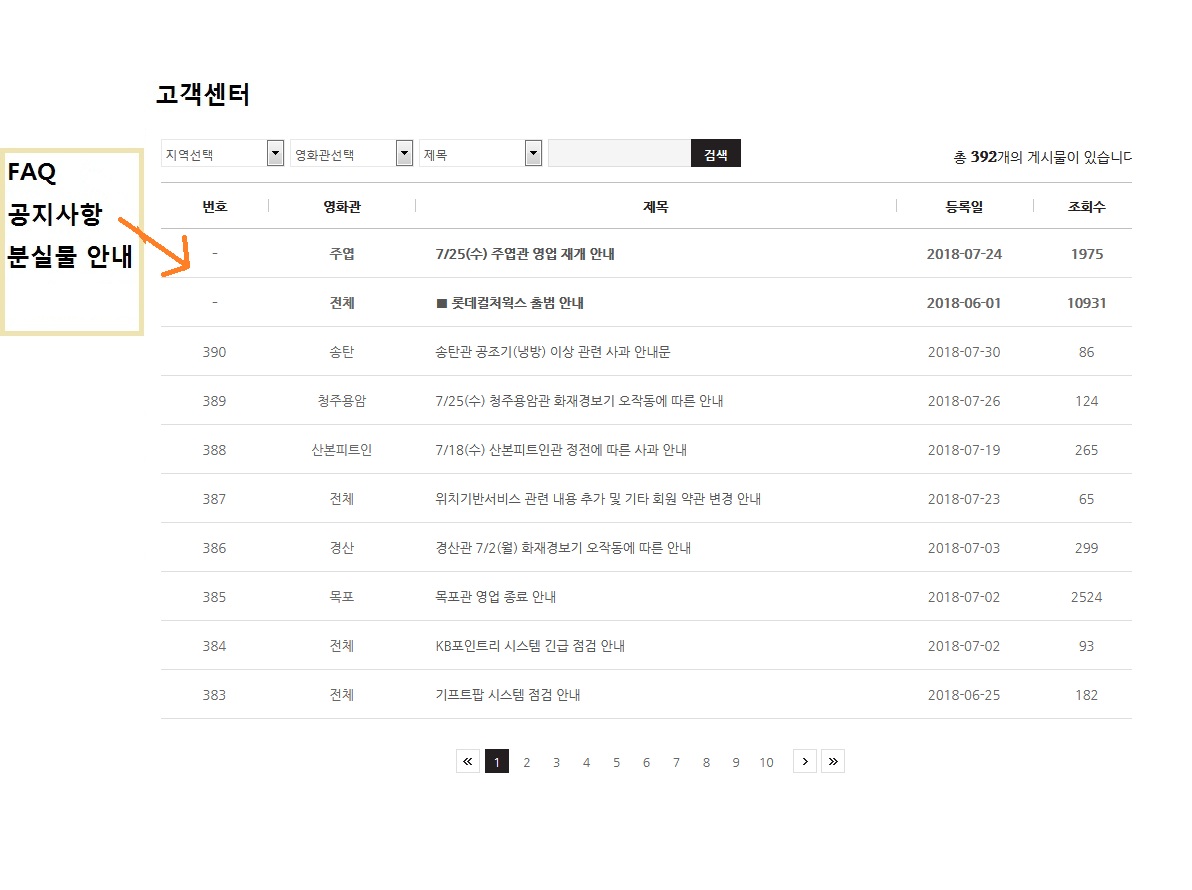 고객센터
지역선택 영화관선택 제목 검색
총 392개의 게시물이 있습니다
FAQ
공지사항
분실물 안내
번호 영화관 제목 등록일 조회수
- 주엽 7/25(수) 주엽관 영업 재개 안내 2018-07-24 1975
- 전체 ■ 롯데컬처웍스 출범 안내 2018-06-01 10931
390 송탄 송탄관 공조기(냉방) 이상 관련 사과 안내문 2018-07-30 86
389 청주용암 7/25(수) 청주용암관 화재경보기 오작동에 따른 안내 2018-07-26 124
388 산본피트인 7/18(수) 산본피트인관 정전에 따른 사과 안내 2018-07-19 265
387 전체 위치기반서비스 관련 내용 추가 및 기타 회원 약관 변경 안내 2018-07-23 65
386 경산 경산관 7/2(월) 화재경보기 오작동에 따른 안내 2018-07-03 299
385 목포 목포관 영업 종료 안내 2018-07-02 2524
384 전체 KB포인트리 시스템 긴급 점검 안내 2018-07-02 93
383 전체 기프트팝 시스템 점검 안내 2018-06-25 182
« 1 2 3 4 5 6 7 8 9 10 › »